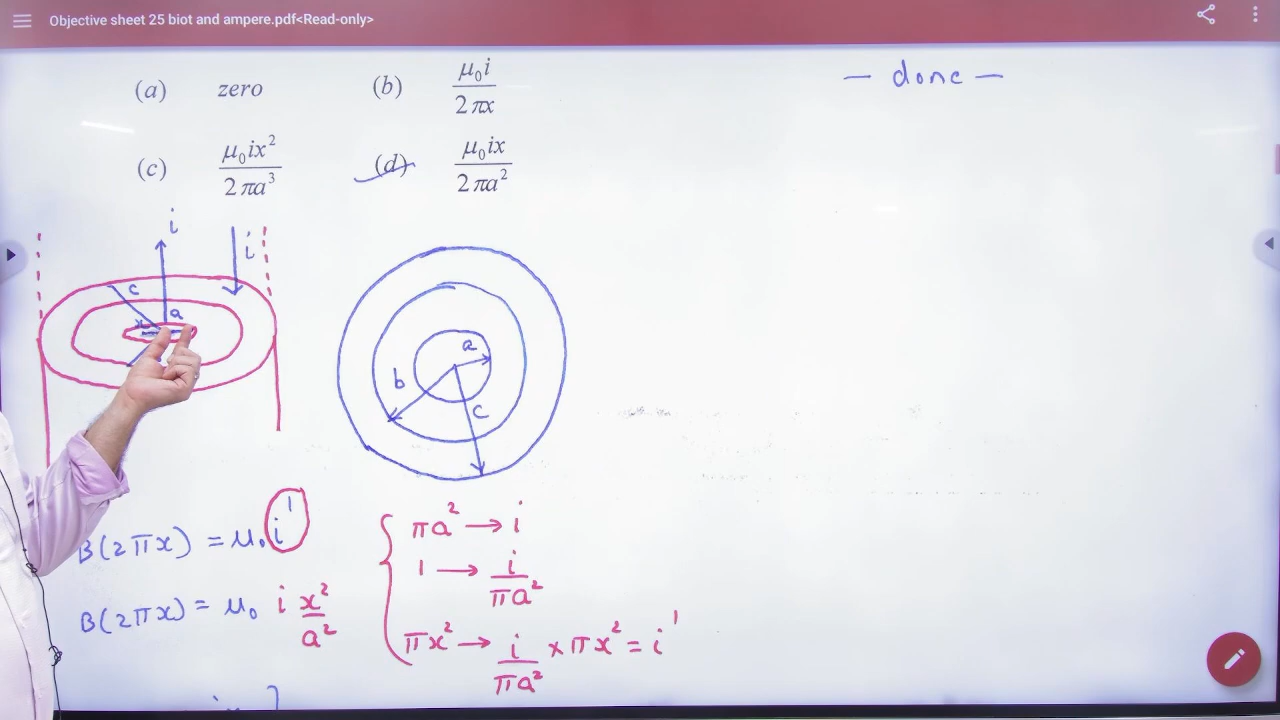 Objective sheet 25 biot and ampere.pdf<Read-only>
— done —
(a) zero (b) μ₀i / 2πx
(c) μ₀ix² / 2πa³ (d) μ₀ix / 2πa²
i
i
c
a
x
a
b
c
B(2πx) = μ₀i'
B(2πx) = μ₀ i x²/a²
πa² → i
1 → i/πa²
πx² → i/πa² × πx² = i'